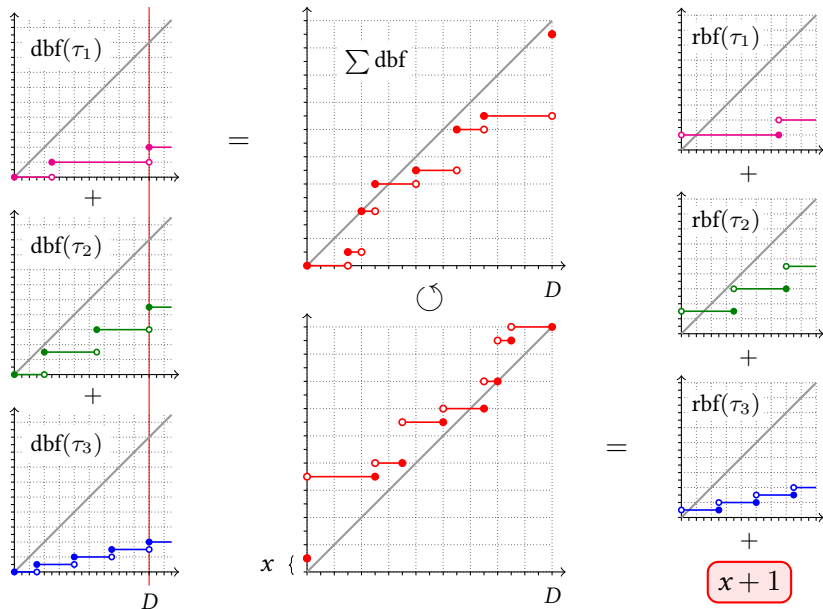 dbf(τ₁)
+
dbf(τ₂)
+
dbf(τ₃)
D
=
∑ dbf
D
↺
x {
D
=
rbf(τ₁)
+
rbf(τ₂)
+
rbf(τ₃)
+
x + 1